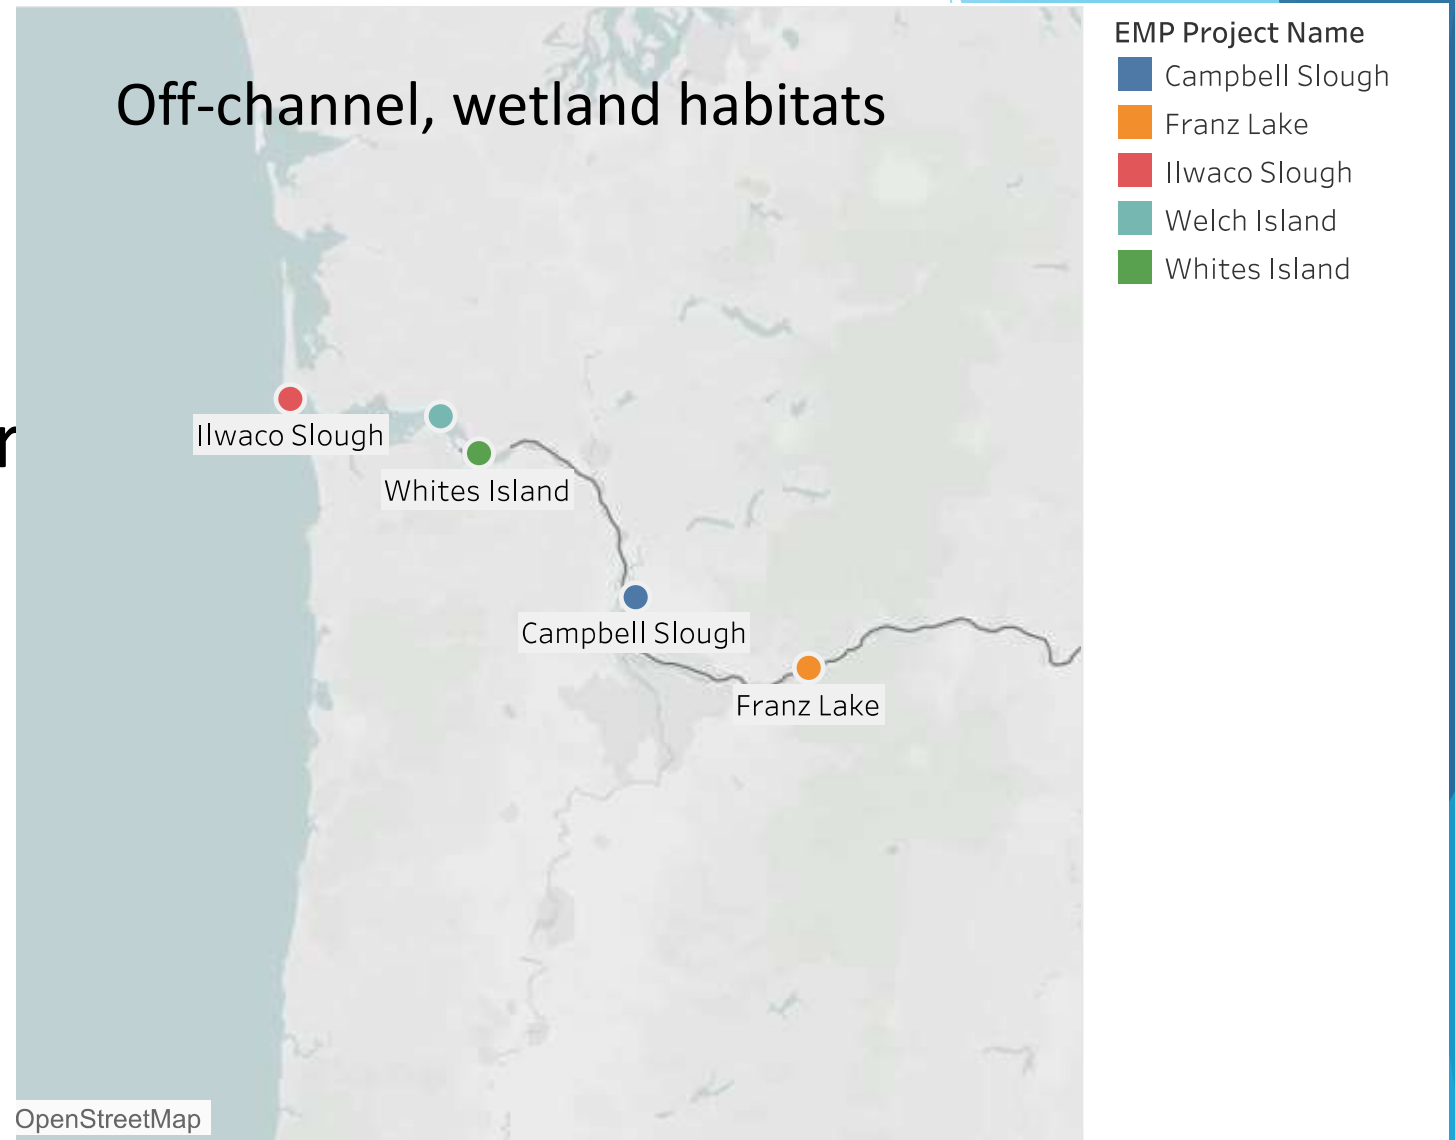 Off-channel, wetland habitats
EMP Project Name
Campbell Slough
Franz Lake
Ilwaco Slough
Welch Island
Whites Island
r
Ilwaco Slough
Whites Island
Campbell Slough
Franz Lake
OpenStreetMap